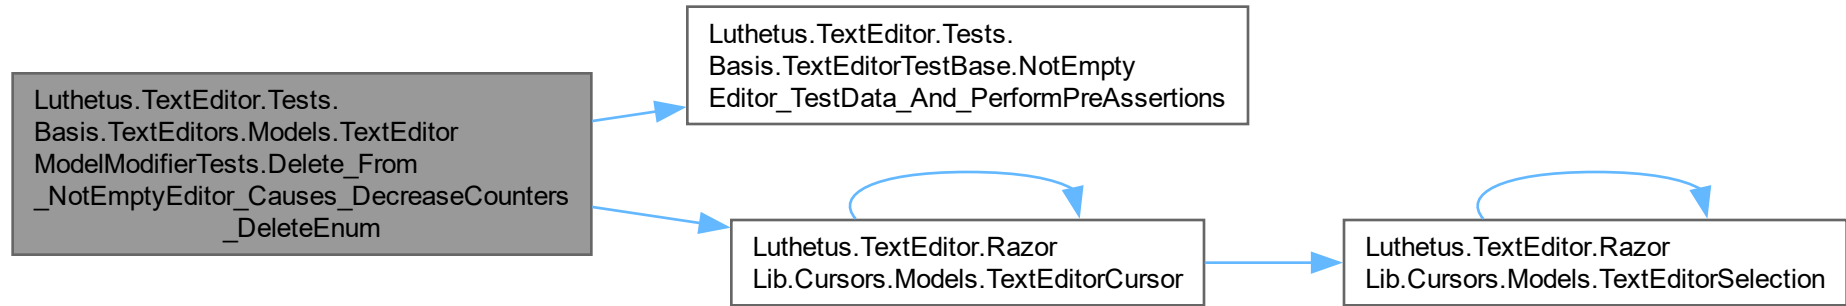 Luthetus.TextEditor.Tests.
Basis.TextEditors.Models.TextEditor
ModelModifierTests.Delete_From
_NotEmptyEditor_Causes_DecreaseCounters
_DeleteEnum
Luthetus.TextEditor.Tests.
Basis.TextEditorTestBase.NotEmpty
Editor_TestData_And_PerformPreAssertions
Luthetus.TextEditor.Razor
Lib.Cursors.Models.TextEditorCursor
Luthetus.TextEditor.Razor
Lib.Cursors.Models.TextEditorSelection